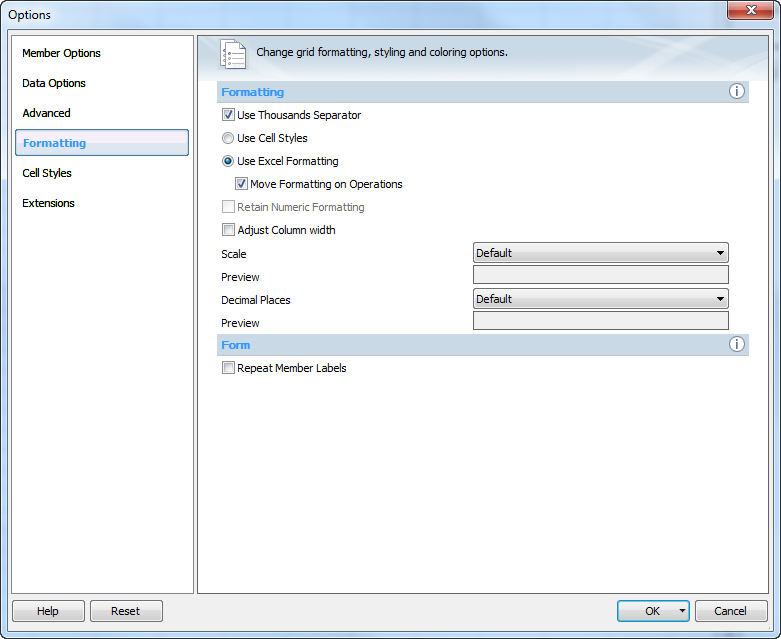 Options
Member Options
Data Options
Advanced
Formatting
Cell Styles
Extensions
Change grid formatting, styling and coloring options.
Formatting
Use Thousands Separator
Use Cell Styles
Use Excel Formatting
Move Formatting on Operations
Retain Numeric Formatting
Adjust Column width
Scale Default
Preview
Decimal Places Default
Preview
Form
Repeat Member Labels
Help Reset OK Cancel